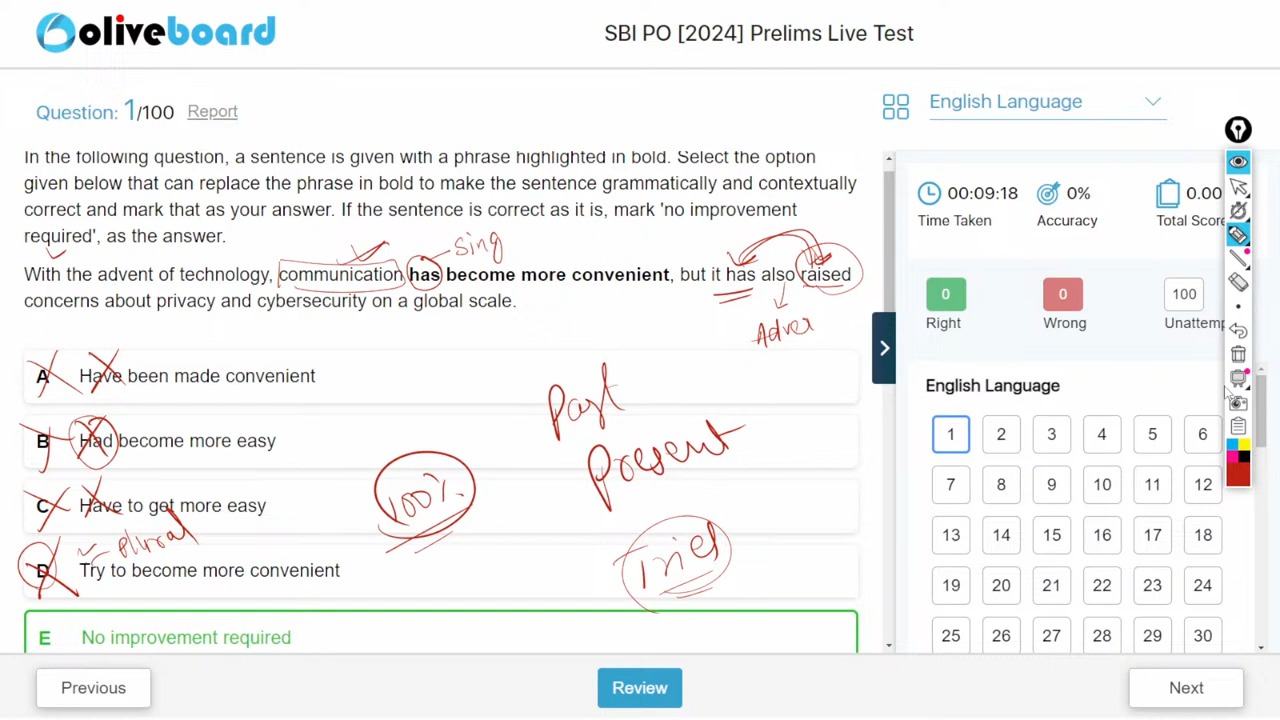 oliveboard
SBI PO [2024] Prelims Live Test
Question: 1/100 Report
English Language
In the following question, a sentence is given with a phrase highlighted in bold. Select the option
given below that can replace the phrase in bold to make the sentence grammatically and contextually
correct and mark that as your answer. If the sentence is correct as it is, mark 'no improvement
required', as the answer.
Sing
With the advent of technology, communication has become more convenient, but it has also raised
concerns about privacy and cybersecurity on a global scale.
Adver
A Have been made convenient
Past
B Had become more easy
Present
C Have to get more easy
100%
Plural
Tries
D Try to become more convenient
E No improvement required
Previous
Review
Next
00:09:18
Time Taken
0%
Accuracy
0.00
Total Score
0
Right
0
Wrong
100
Unattemp
English Language
1 2 3 4 5 6
7 8 9 10 11 12
13 14 15 16 17 18
19 20 21 22 23 24
25 26 27 28 29 30